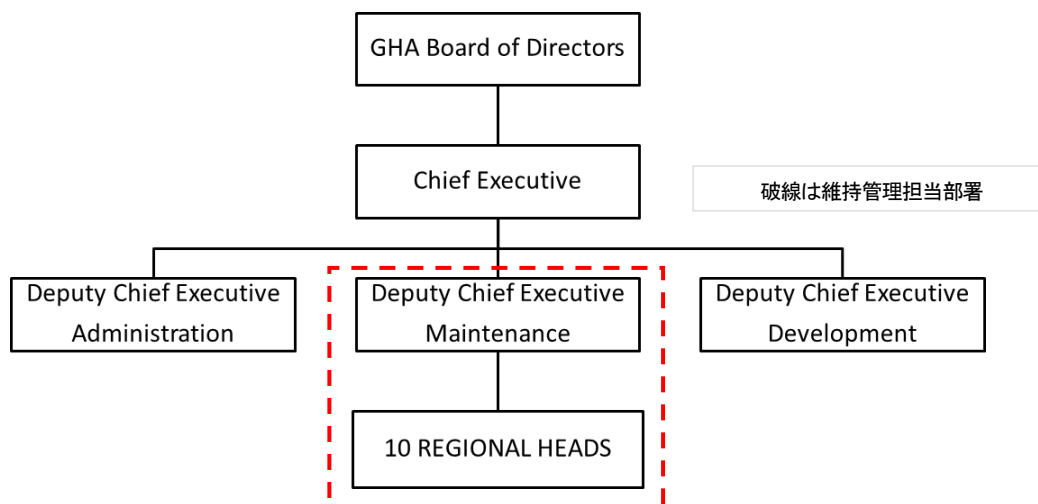 GHA Board of Directors
Chief Executive
破線は維持管理担当部署
Deputy Chief Executive
Administration
Deputy Chief Executive
Maintenance
Deputy Chief Executive
Development
10 REGIONAL HEADS